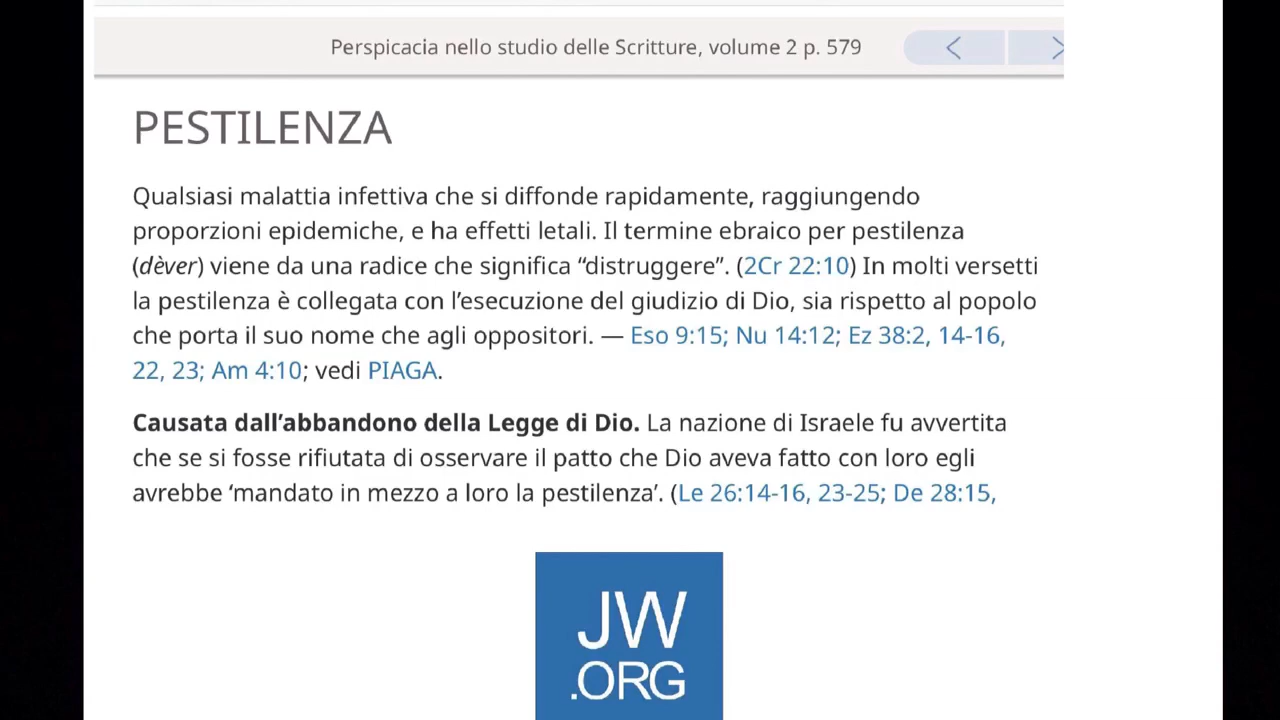 Perspicacia nello studio delle Scritture, volume 2 p. 579
PESTILENZA
Qualsiasi malattia infettiva che si diffonde rapidamente, raggiungendo
proporzioni epidemiche, e ha effetti letali. Il termine ebraico per pestilenza
(dèver) viene da una radice che significa “distruggere”. (2Cr 22:10) In molti versetti
la pestilenza è collegata con l’esecuzione del giudizio di Dio, sia rispetto al popolo
che porta il suo nome che agli oppositori. — Eso 9:15; Nu 14:12; Ez 38:2, 14-16,
22, 23; Am 4:10; vedi PIAGA.
Causata dall’abbandono della Legge di Dio. La nazione di Israele fu avvertita
che se si fosse rifiutata di osservare il patto che Dio aveva fatto con loro egli
avrebbe ‘mandato in mezzo a loro la pestilenza’. (Le 26:14-16, 23-25; De 28:15,
JW
.ORG